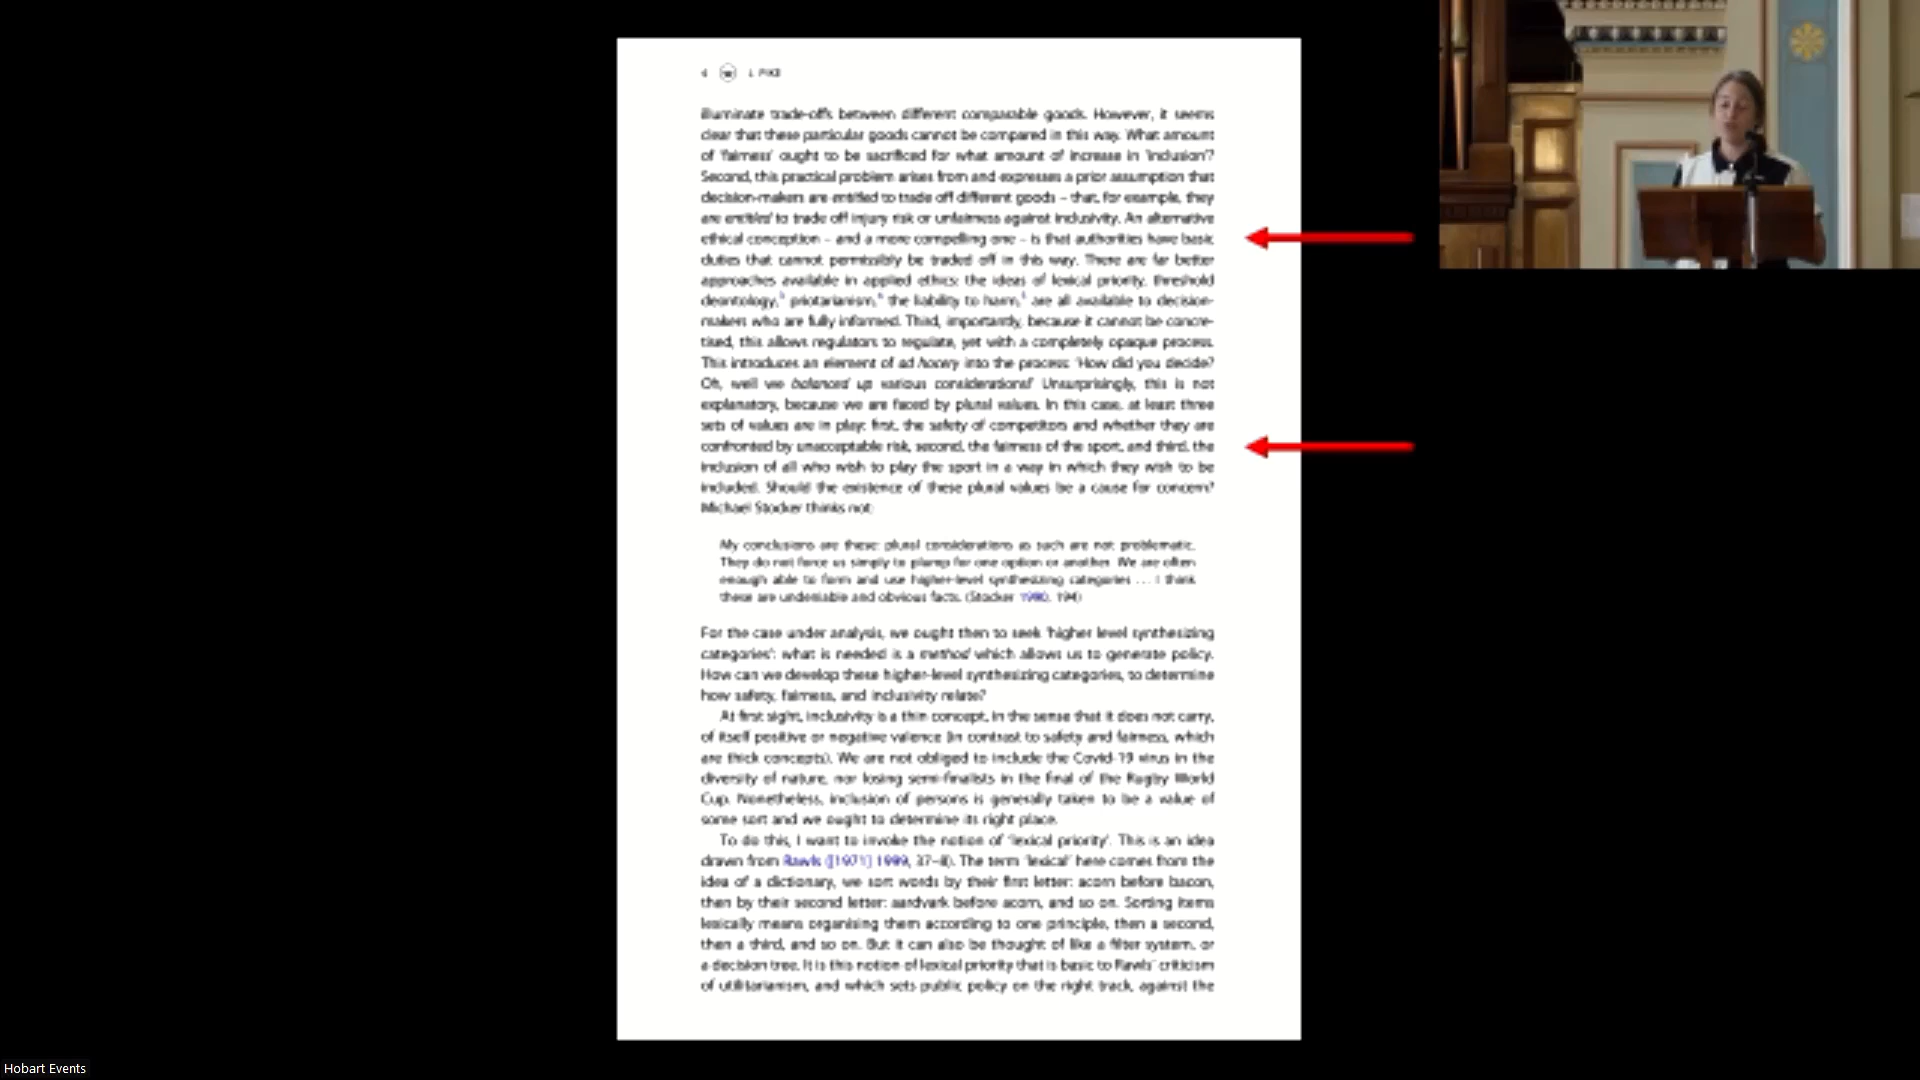 4 J. PIKE
illuminate trade-offs between different comparable goods. However, it seems
clear that these particular goods cannot be compared in this way. What amount
of 'fairness' ought to be sacrificed for what amount of increase in 'inclusion'?
Second, this practical problem arises from and expresses a prior assumption that
decision-makers are entitled to trade off different goods – that, for example, they
are entitled to trade off injury risk or unfairness against inclusivity. An alternative
ethical conception – and a more compelling one – is that authorities have basic
duties that cannot permissibly be traded off in this way. There are far better
approaches available in applied ethics: the ideas of lexical priority, threshold
deontology, priotarianism, the liability to harm, are all available to decision-
makers who are fully informed. Third, importantly, because it cannot be concre-
tised, this allows regulators to regulate, yet with a completely opaque process.
This introduces an element of ad hocery into the process: 'How did you decide?
Oh, well we balanced up various considerations!' Unsurprisingly, this is not
explanatory, because we are faced by plural values. In this case, at least three
sets of values are in play: first, the safety of competitors and whether they are
confronted by unacceptable risk, second, the fairness of the sport, and third, the
inclusion of all who wish to play the sport in a way in which they wish to be
included. Should the existence of these plural values be a cause for concern?
Michael Stocker thinks not:
My conclusions are these: plural considerations as such are not problematic.
They do not force us simply to plump for one option or another. We are often
enough able to form and use higher-level synthesizing categories ... I think
these are undeniable and obvious facts. (Stocker 1990, 194)
For the case under analysis, we ought then to seek 'higher level synthesizing
categories': what is needed is a method which allows us to generate policy.
How can we develop these higher-level synthesizing categories, to determine
how safety, fairness, and inclusivity relate?
At first sight, inclusivity is a thin concept, in the sense that it does not carry,
of itself positive or negative valence (in contrast to safety and fairness, which
are thick concepts). We are not obliged to include the Covid-19 virus in the
diversity of nature, nor losing semi-finalists in the final of the Rugby World
Cup. Nonetheless, inclusion of persons is generally taken to be a value of
some sort and we ought to determine its right place.
To do this, I want to invoke the notion of 'lexical priority'. This is an idea
drawn from Rawls ([1971] 1999, 37–8). The term 'lexical' here comes from the
idea of a dictionary, we sort words by their first letter: acorn before bacon,
then by their second letter: aardvark before acorn, and so on. Sorting items
lexically means organising them according to one principle, then a second,
then a third, and so on. But it can also be thought of like a filter system, or
a decision tree. It is this notion of lexical priority that is basic to Rawls' criticism
of utilitarianism, and which sets public policy on the right track, against the
Hobart Events